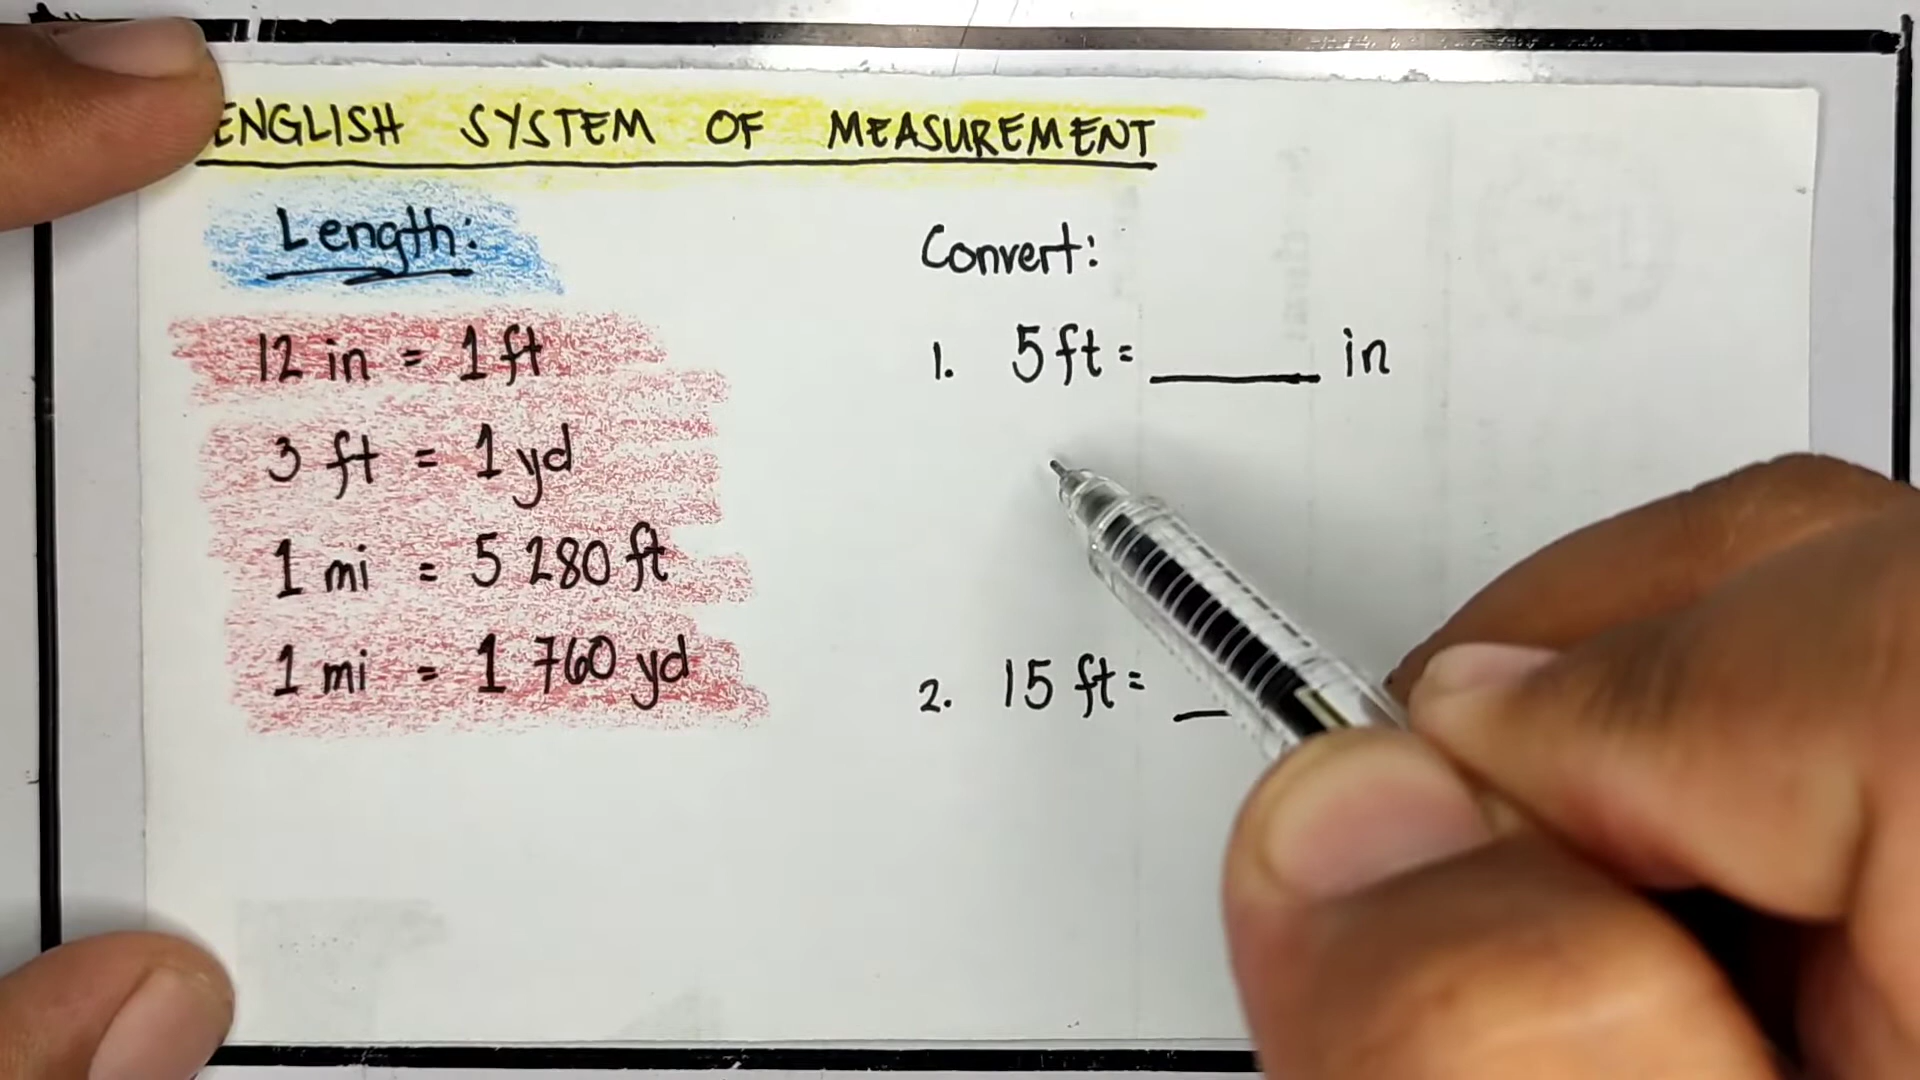 ENGLISH SYSTEM OF MEASUREMENT
Length:
12 in = 1 ft
3 ft = 1 yd
1 mi = 5 280 ft
1 mi = 1 760 yd
Convert:
1. 5 ft = ______ in
2. 15 ft = __